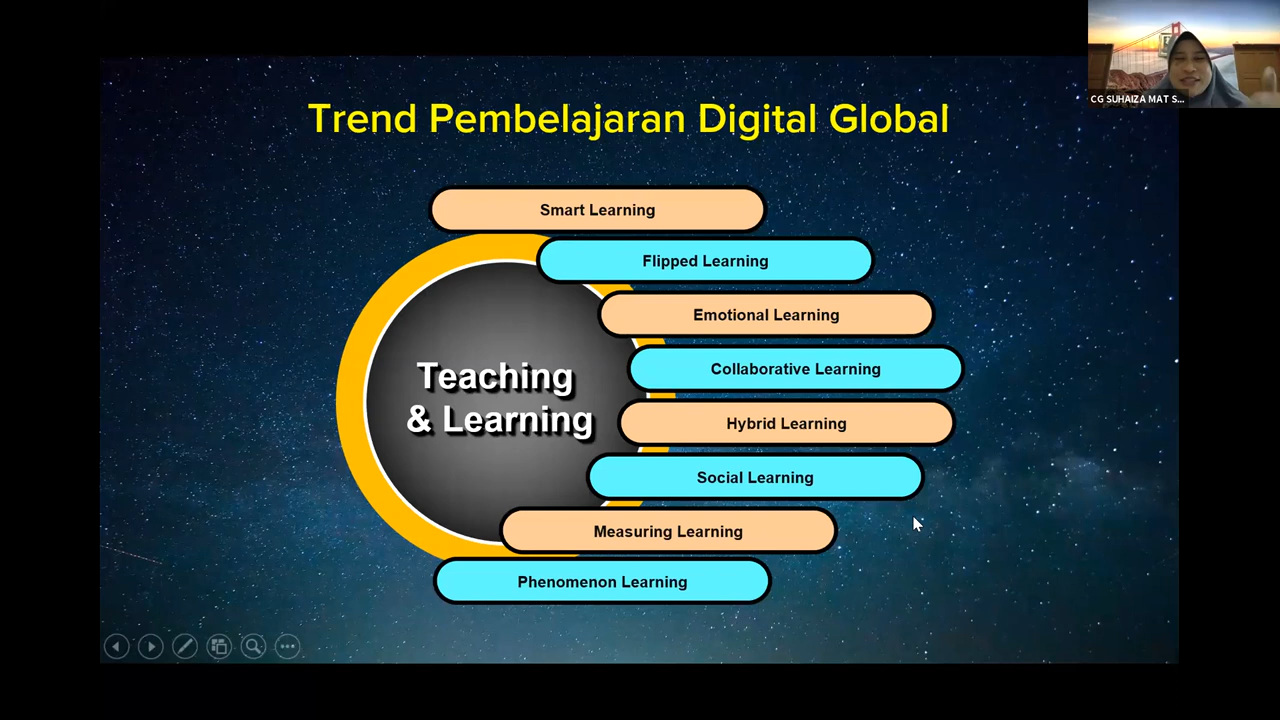 CG SUHAIZA MAT S...
Trend Pembelajaran Digital Global
Smart Learning
Flipped Learning
Emotional Learning
Collaborative Learning
Hybrid Learning
Social Learning
Measuring Learning
Phenomenon Learning
Teaching
& Learning